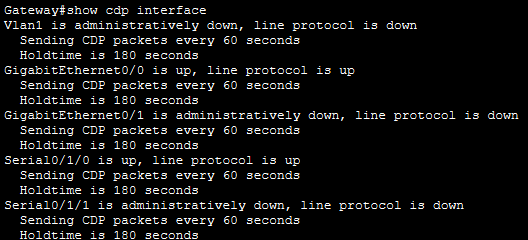 Gateway#show cdp interface
Vlan1 is administratively down, line protocol is down
  Sending CDP packets every 60 seconds
  Holdtime is 180 seconds
GigabitEthernet0/0 is up, line protocol is up
  Sending CDP packets every 60 seconds
  Holdtime is 180 seconds
GigabitEthernet0/1 is administratively down, line protocol is down
  Sending CDP packets every 60 seconds
  Holdtime is 180 seconds
Serial0/1/0 is up, line protocol is up
  Sending CDP packets every 60 seconds
  Holdtime is 180 seconds
Serial0/1/1 is administratively down, line protocol is down
  Sending CDP packets every 60 seconds
  Holdtime is 180 seconds